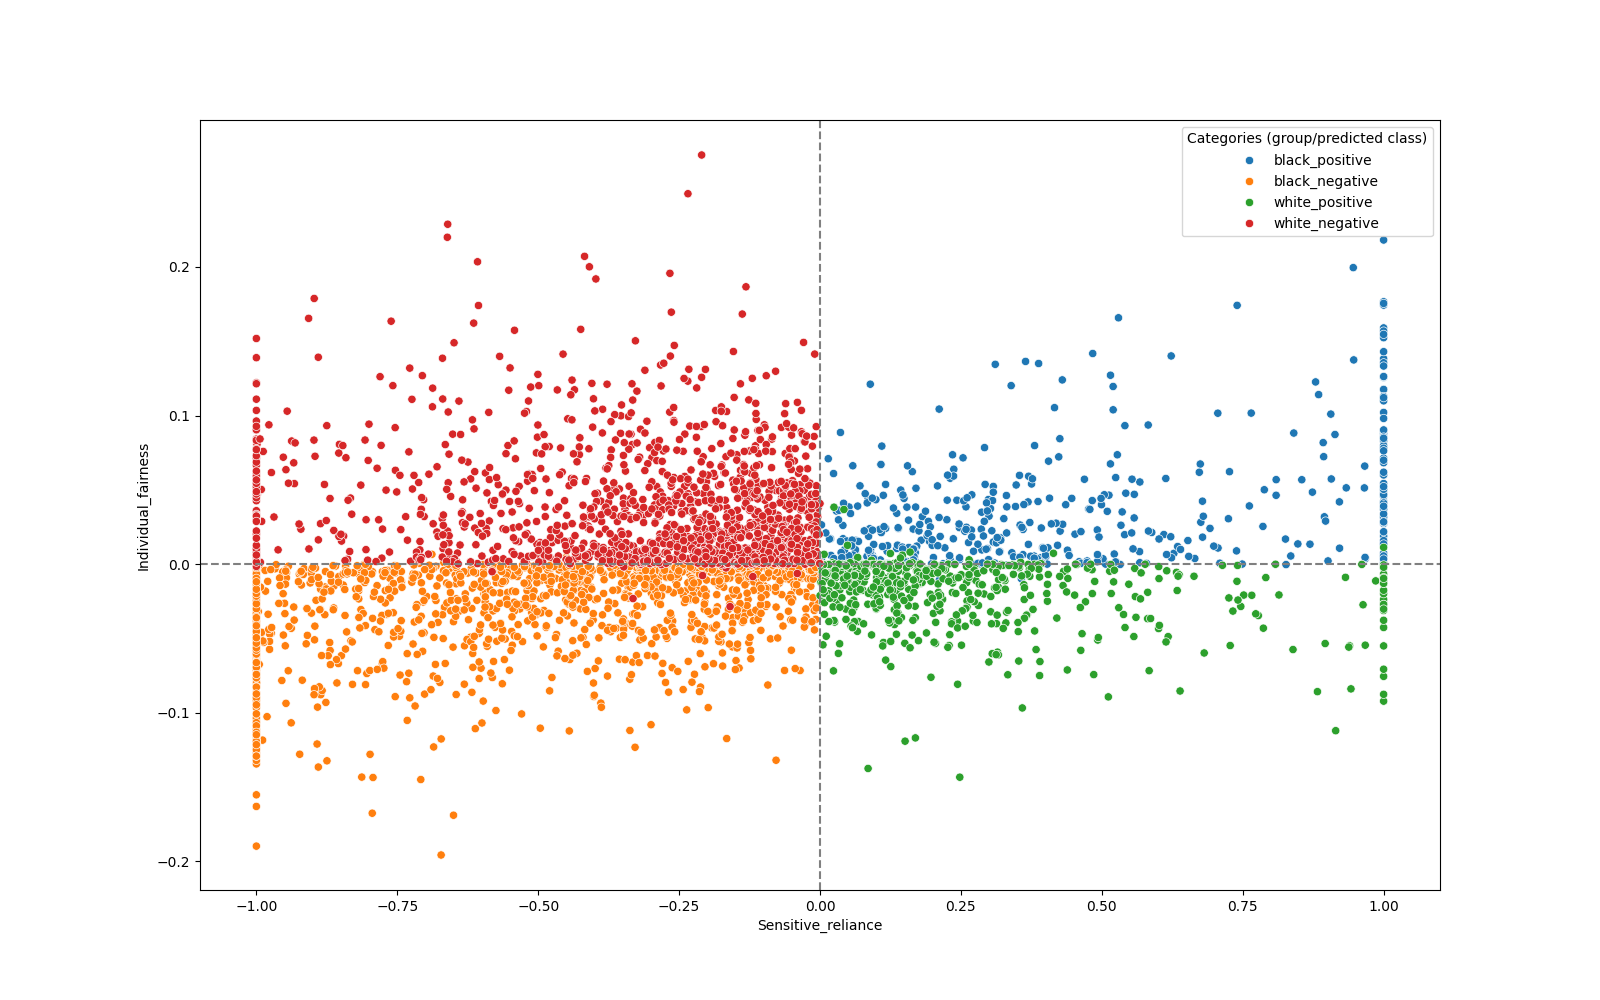 Categories (group/predicted class)
black_positive
black_negative
white_positive
white_negative
0.2
0.1
0.0
−0.1
−0.2
Individual_fairness
−1.00
−0.75
−0.50
−0.25
0.00
0.25
0.50
0.75
1.00
Sensitive_reliance